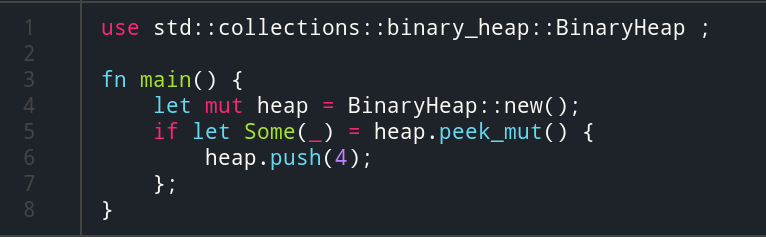 1 use std::collections::binary_heap::BinaryHeap ;
2
3 fn main() {
4     let mut heap = BinaryHeap::new();
5     if let Some(_) = heap.peek_mut() {
6         heap.push(4);
7     };
8 }